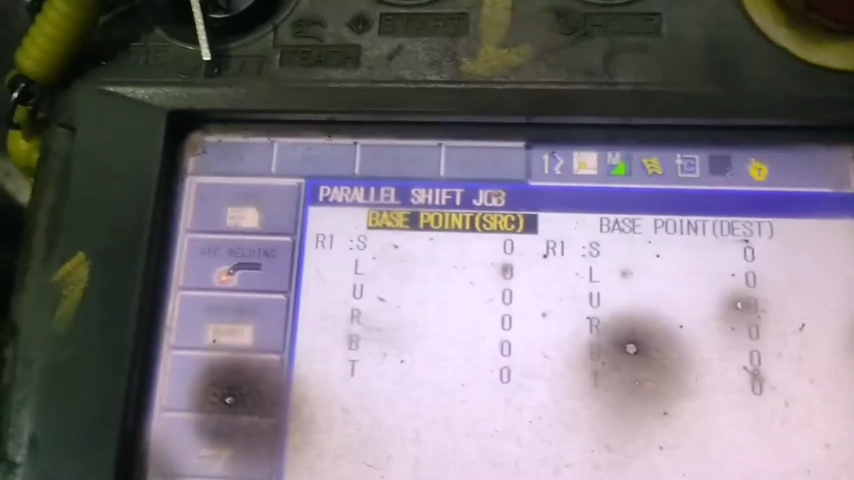 TEACH
PARALLEL SHIFT JOB
BASE POINT(SRC) BASE POINT(DEST)
R1 :S 0 R1 :S 0
L 0 L 0
U 0 U 0
R 0 R 0
B 0 0
T 0 0
ARC WELDING